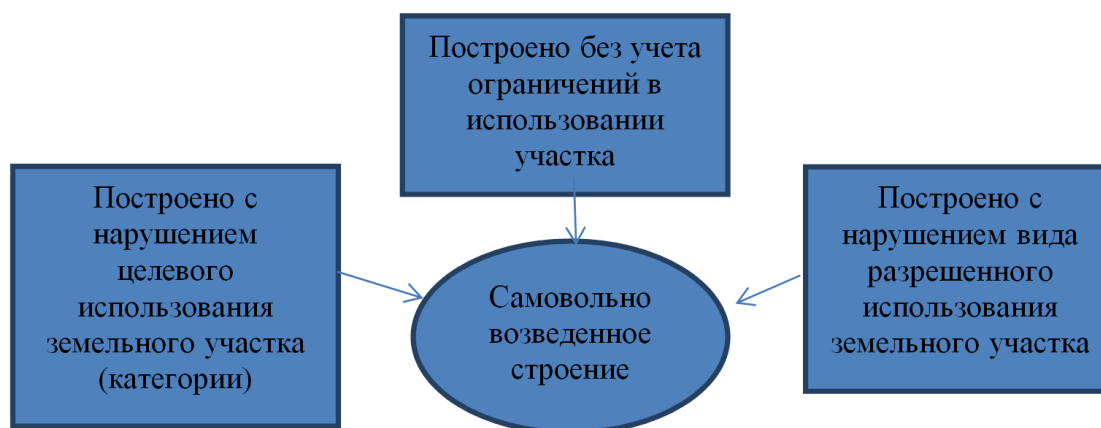 Построено без учета
ограничений в
использовании
участка
Построено с
нарушением
целевого
использования
земельного участка
(категории)
Самовольно
возведенное
строение
Построено с
нарушением вида
разрешенного
использования
земельного участка